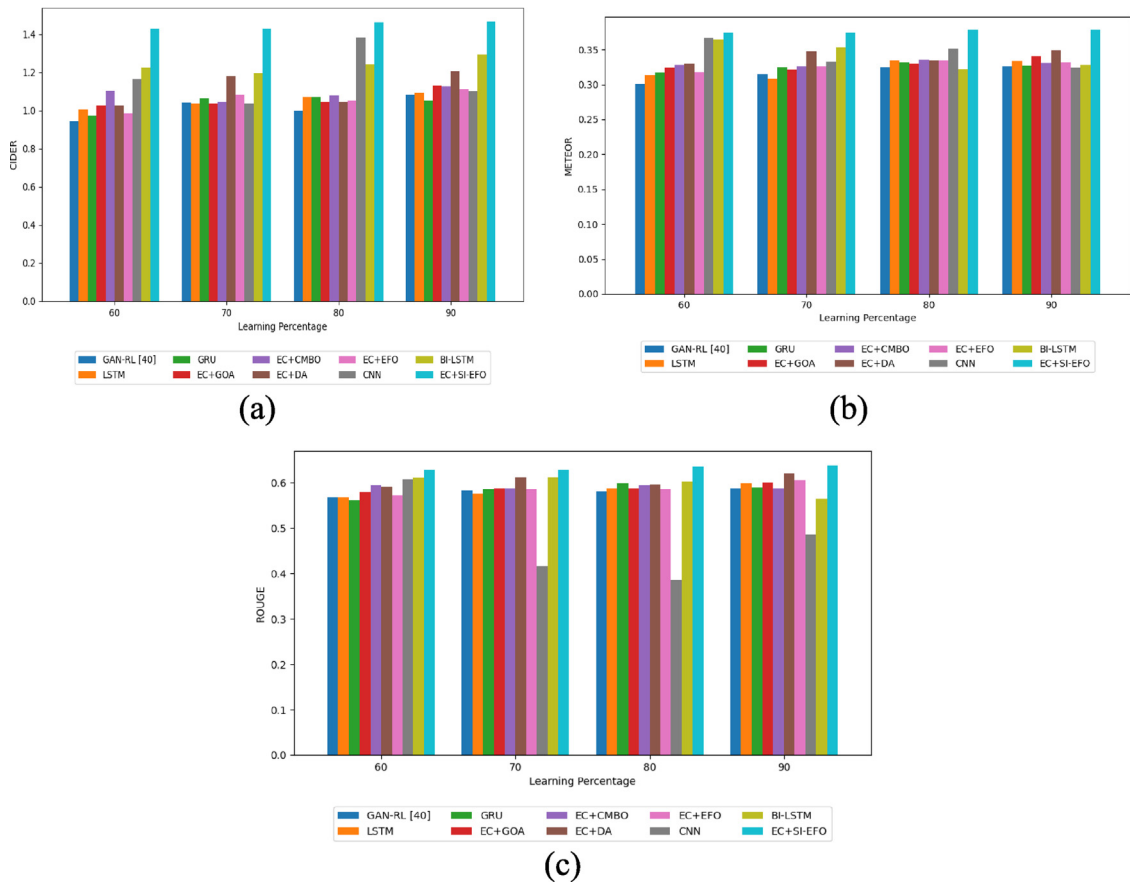 1.4
1.2
1.0
0.8
0.6
0.4
0.2
0.0
CIDER
60 70 80 90
Learning Percentage
GAN-RL [40] GRU EC+CMBO EC+EFO BI-LSTM
LSTM EC+GOA EC+DA CNN EC+SI-EFO
(a)
0.35
0.30
0.25
0.20
0.15
0.10
0.05
0.00
METEOR
60 70 80 90
Learning Percentage
GAN-RL [40] GRU EC+CMBO EC+EFO BI-LSTM
LSTM EC+GOA EC+DA CNN EC+SI-EFO
(b)
0.6
0.5
0.4
0.3
0.2
0.1
0.0
ROUGE
60 70 80 90
Learning Percentage
GAN-RL [40] GRU EC+CMBO EC+EFO BI-LSTM
LSTM EC+GOA EC+DA CNN EC+SI-EFO
(c)